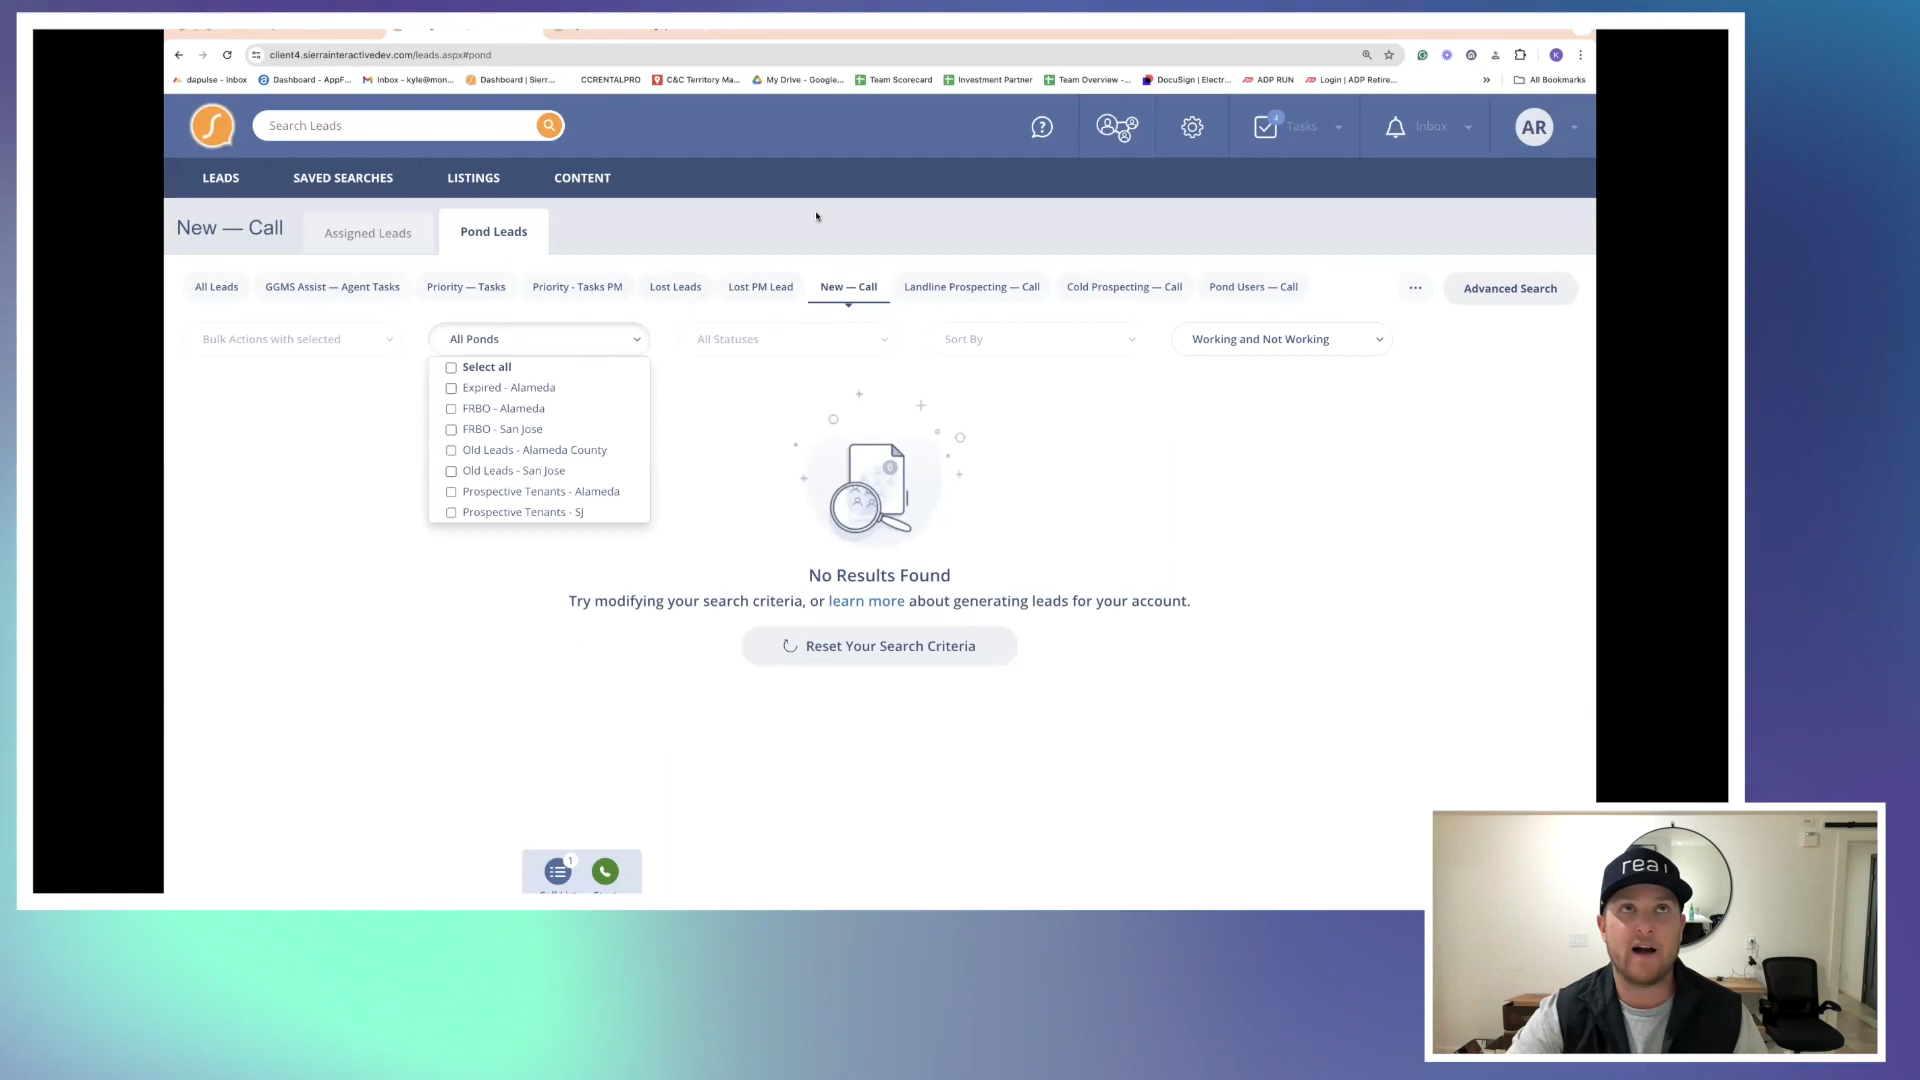 client4.sierrainteractivedev.com/leads.aspx#pond
K
dapulse - Inbox Dashboard - AppF... Inbox - kyle@mon... Dashboard | Sierr... CCRENTALPRO C&C Territory Ma... My Drive - Google... Team Scorecard Investment Partner Team Overview -... DocuSign | Electr... ADP RUN Login | ADP Retire... » All Bookmarks
Search Leads
4
Tasks
Inbox
AR
LEADS SAVED SEARCHES LISTINGS CONTENT
New — Call Assigned Leads Pond Leads
All Leads GGMS Assist — Agent Tasks Priority — Tasks Priority - Tasks PM Lost Leads Lost PM Lead New — Call Landline Prospecting — Call Cold Prospecting — Call Pond Users — Call ... Advanced Search
Bulk Actions with selected All Ponds All Statuses Sort By Working and Not Working
Select all
Expired - Alameda
FRBO - Alameda
FRBO - San Jose
Old Leads - Alameda County
Old Leads - San Jose
Prospective Tenants - Alameda
Prospective Tenants - SJ
0
No Results Found
Try modifying your search criteria, or learn more about generating leads for your account.
Reset Your Search Criteria
1
real